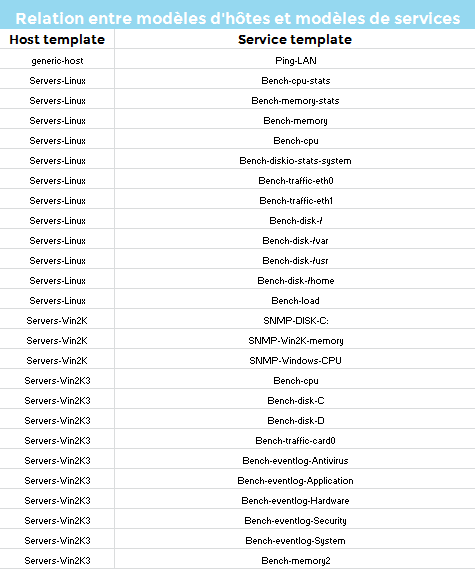 Relation entre modèles d'hôtes et modèles de services
Host template Service template
generic-host Ping-LAN
Servers-Linux Bench-cpu-stats
Servers-Linux Bench-memory-stats
Servers-Linux Bench-memory
Servers-Linux Bench-cpu
Servers-Linux Bench-diskio-stats-system
Servers-Linux Bench-traffic-eth0
Servers-Linux Bench-traffic-eth1
Servers-Linux Bench-disk-/
Servers-Linux Bench-disk-/var
Servers-Linux Bench-disk-/usr
Servers-Linux Bench-disk-/home
Servers-Linux Bench-load
Servers-Win2K SNMP-DISK-C:
Servers-Win2K SNMP-Win2K-memory
Servers-Win2K SNMP-Windows-CPU
Servers-Win2K3 Bench-cpu
Servers-Win2K3 Bench-disk-C
Servers-Win2K3 Bench-disk-D
Servers-Win2K3 Bench-traffic-card0
Servers-Win2K3 Bench-eventlog-Antivirus
Servers-Win2K3 Bench-eventlog-Application
Servers-Win2K3 Bench-eventlog-Hardware
Servers-Win2K3 Bench-eventlog-Security
Servers-Win2K3 Bench-eventlog-System
Servers-Win2K3 Bench-memory2